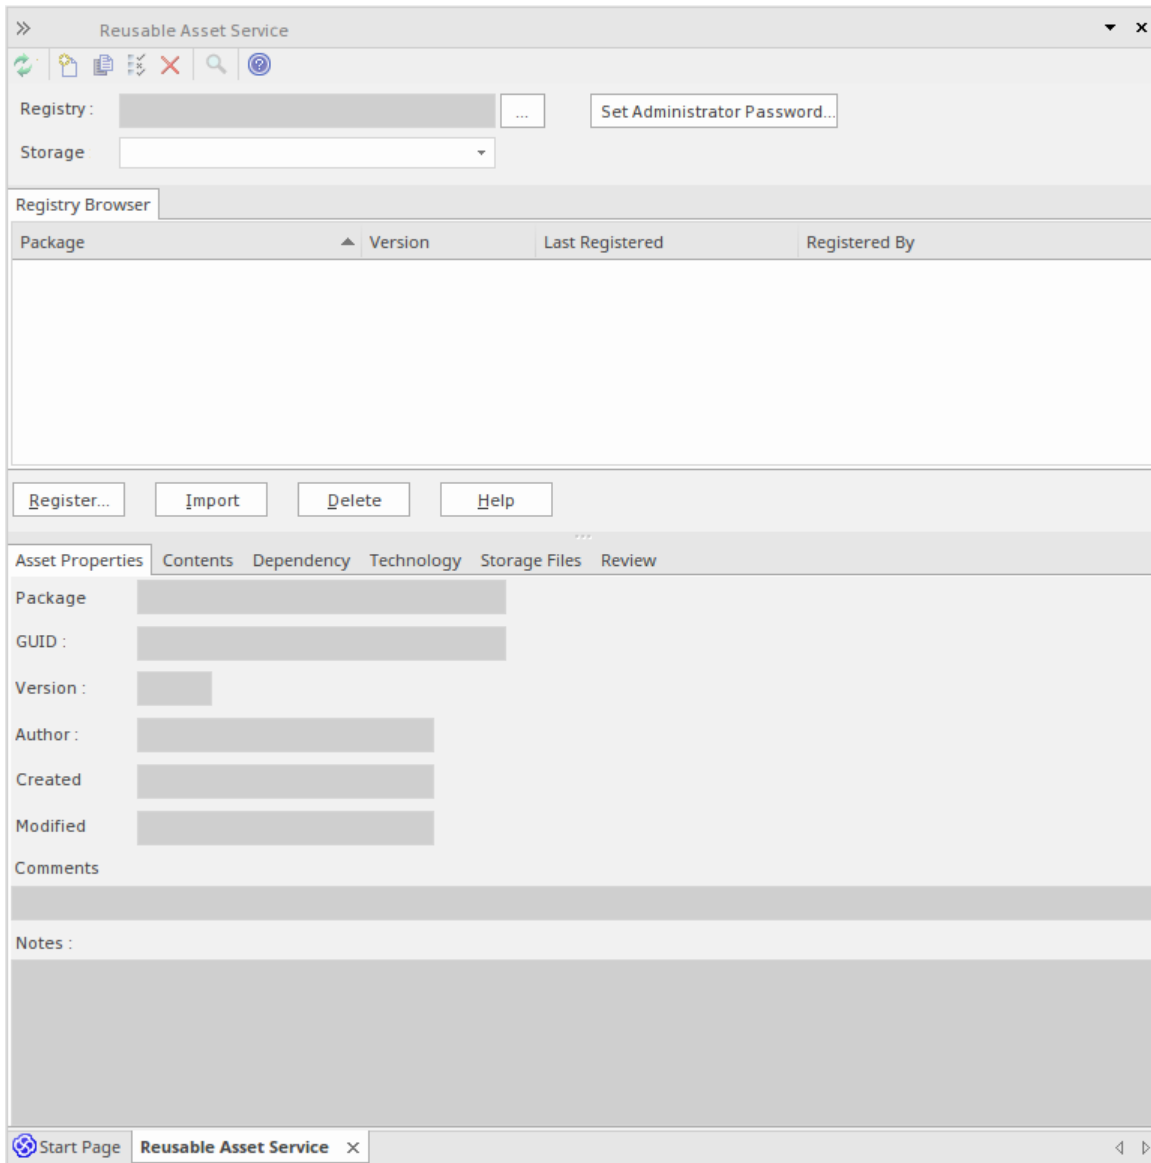 Reusable Asset Service
Registry : ... Set Administrator Password...
Storage
Registry Browser
Package Version Last Registered Registered By
Register... Import Delete Help
Asset Properties Contents Dependency Technology Storage Files Review
Package
GUID :
Version :
Author :
Created
Modified
Comments
Notes :
Start Page Reusable Asset Service